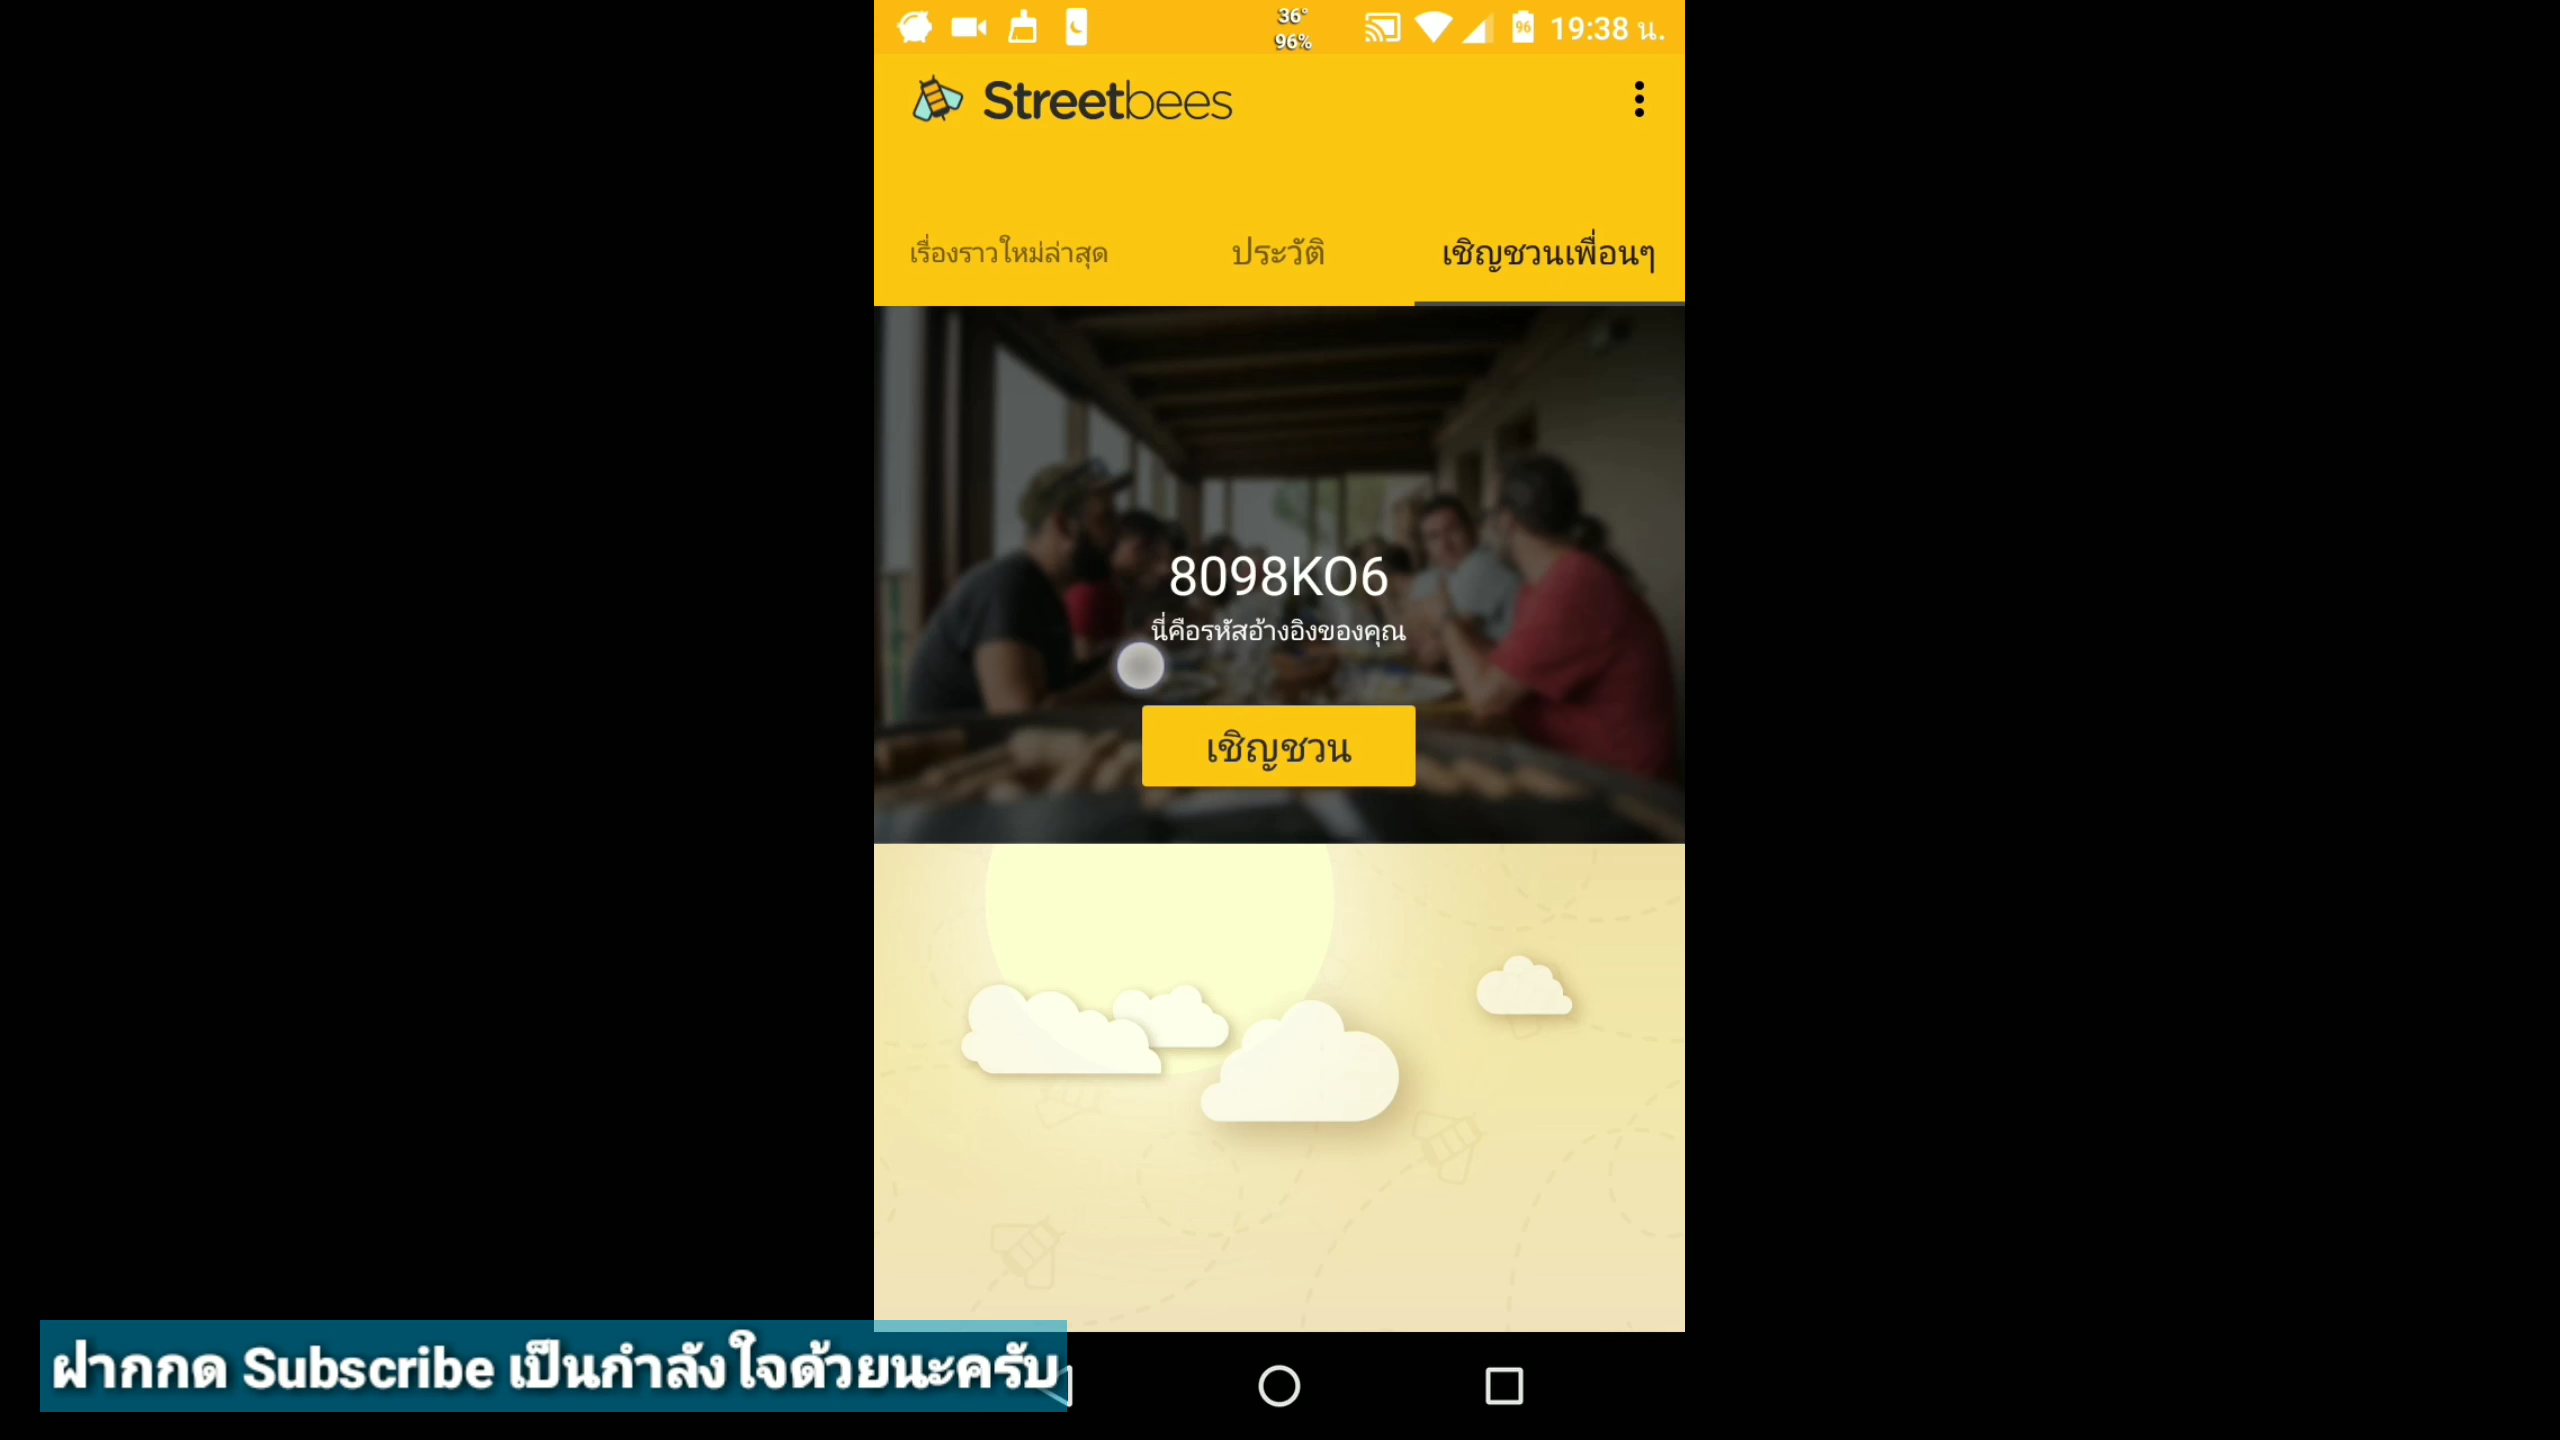 36°
96%
96
19:38 น.
Streetbees
เรื่องราวใหม่ล่าสุด
ประวัติ
เชิญชวนเพื่อนๆ
8098KO6
นี่คือรหัสอ้างอิงของคุณ
เชิญชวน
ฝากกด Subscribe เป็นกำลังใจด้วยนะครับ